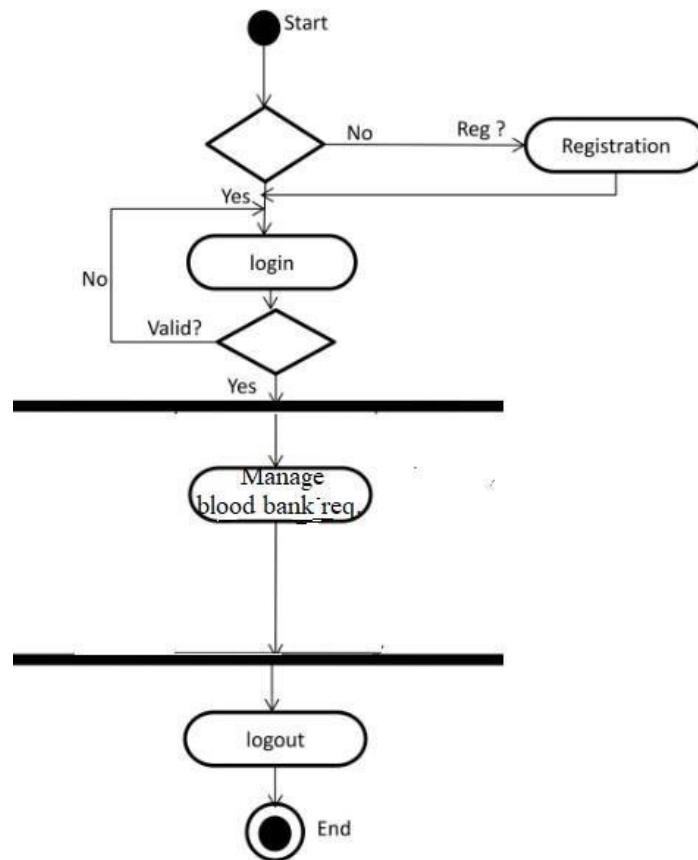 Start
No
Reg ?
Registration
Yes
login
No
Valid?
Yes
Manage
blood bank req.
logout
End